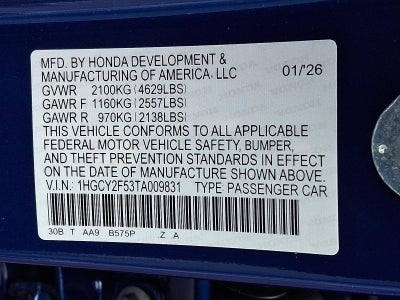 MFD. BY HONDA DEVELOPMENT &
MANUFACTURING OF AMERICA, LLC 01/'26
GVWR 2100KG(4629LBS)
GAWR F 1160KG(2557LBS)
GAWR R 970KG(2138LBS)
THIS VEHICLE CONFORMS TO ALL APPLICABLE
FEDERAL MOTOR VEHICLE SAFETY, BUMPER,
AND THEFT PREVENTION STANDARDS IN EFFECT
ON THE DATE OF MANUFACTURE SHOWN ABOVE.
V.I.N.: 1HGCY2F53TA009831 TYPE PASSENGER CAR
30B T AA9 B575P .Z A